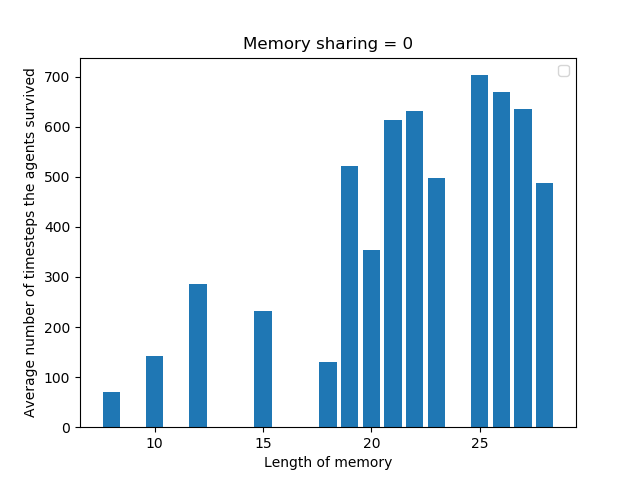 Memory sharing = 0
Average number of timesteps the agents survived
700
600
500
400
300
200
100
0
10 15 20 25
Length of memory